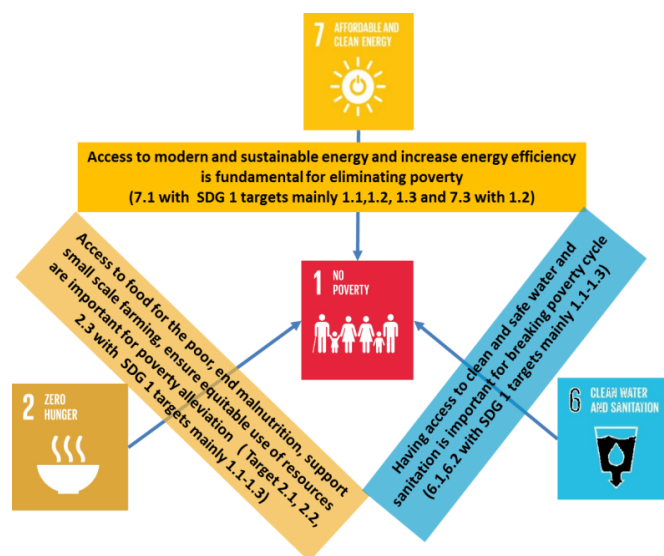 7 AFFORDABLE AND
CLEAN ENERGY
Access to modern and sustainable energy and increase energy efficiency
is fundamental for eliminating poverty
(7.1 with SDG 1 targets mainly 1.1,1.2, 1.3 and 7.3 with 1.2)
Access to food for the poor, end malnutrition, support
small scale farming, ensure equitable use of resources
are important for poverty alleviation ( Target 2.1, 2.2,
2.3 with SDG 1 targets mainly 1.1-1.3)
1 NO
POVERTY
Having access to clean and safe water and
sanitation is important for breaking poverty cycle
(6.1,6.2 with SDG 1 targets mainly 1.1-1.3)
2 ZERO
HUNGER
6 CLEAN WATER
AND SANITATION